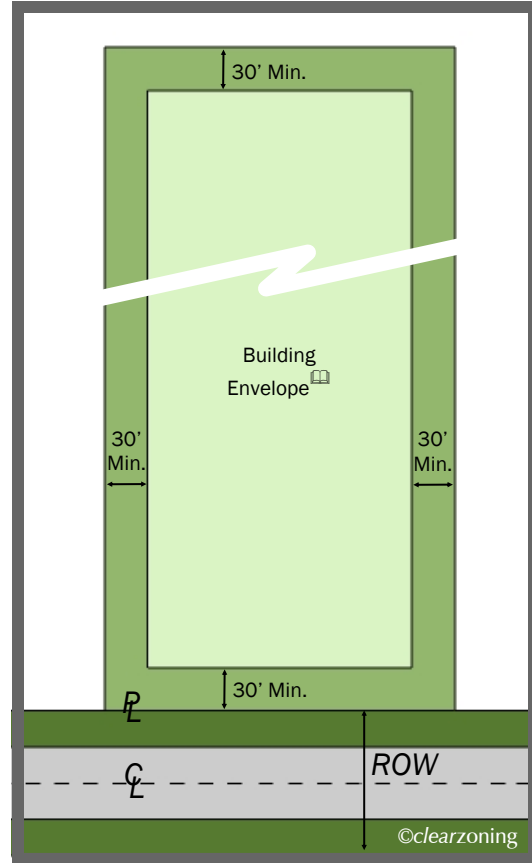 30’ Min.
Building
Envelope
30’
Min.
30’
Min.
30’ Min.
PL
CL
ROW
©clearzoning